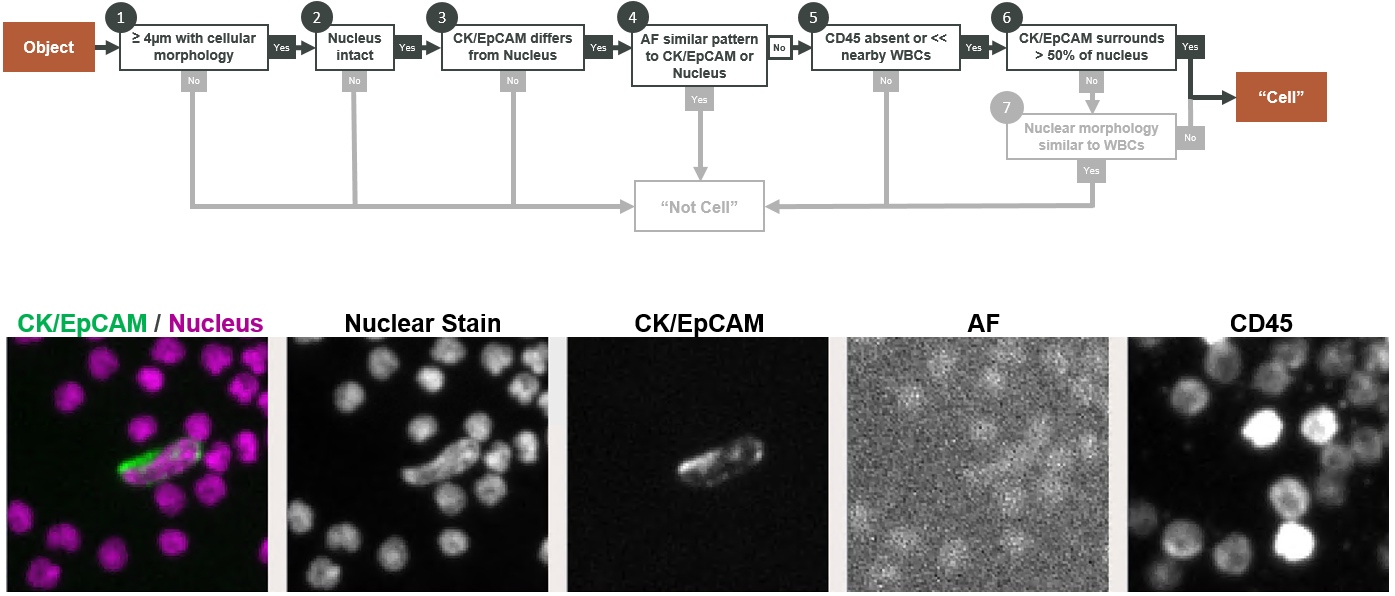 1
2
3
4
5
6
Object
≥ 4µm with cellular
morphology
Yes
Nucleus
intact
Yes
CK/EpCAM differs
from Nucleus
Yes
AF similar pattern
to CK/EpCAM or
Nucleus
No
CD45 absent or <<
nearby WBCs
Yes
CK/EpCAM surrounds
> 50% of nucleus
Yes
No
No
No
Yes
No
No
“Cell”
7
Nuclear morphology
similar to WBCs
No
Yes
“Not Cell”
CK/EpCAM / Nucleus
Nuclear Stain
CK/EpCAM
AF
CD45